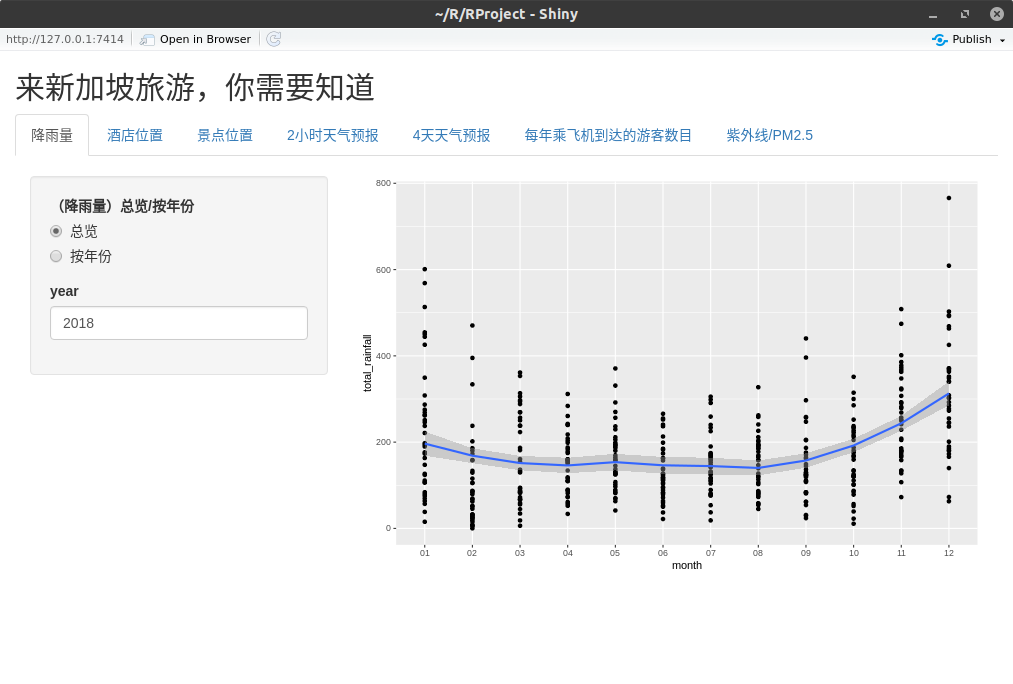 ~/R/RProject - Shiny
http://127.0.0.1:7414 Open in Browser Publish
来新加坡旅游，你需要知道
降雨量 酒店位置 景点位置 2小时天气预报 4天天气预报 每年乘飞机到达的游客数目 紫外线/PM2.5
（降雨量）总览/按年份
总览
按年份
year
2018
800
600
400
200
0
total_rainfall
01 02 03 04 05 06 07 08 09 10 11 12
month